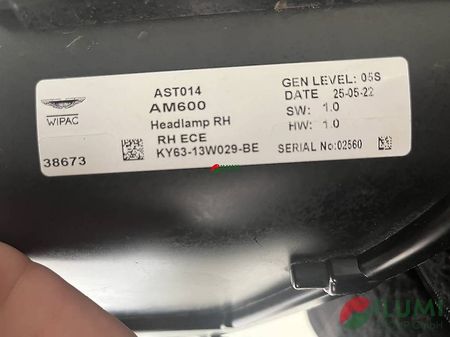 AST014
AM600
Headlamp RH
RH ECE
KY63-13W029-BE
WIPAC
38673
GEN LEVEL: 05S
DATE 25-05-22
SW: 1.0
HW: 1.0
SERIAL No:02560
ILUMI